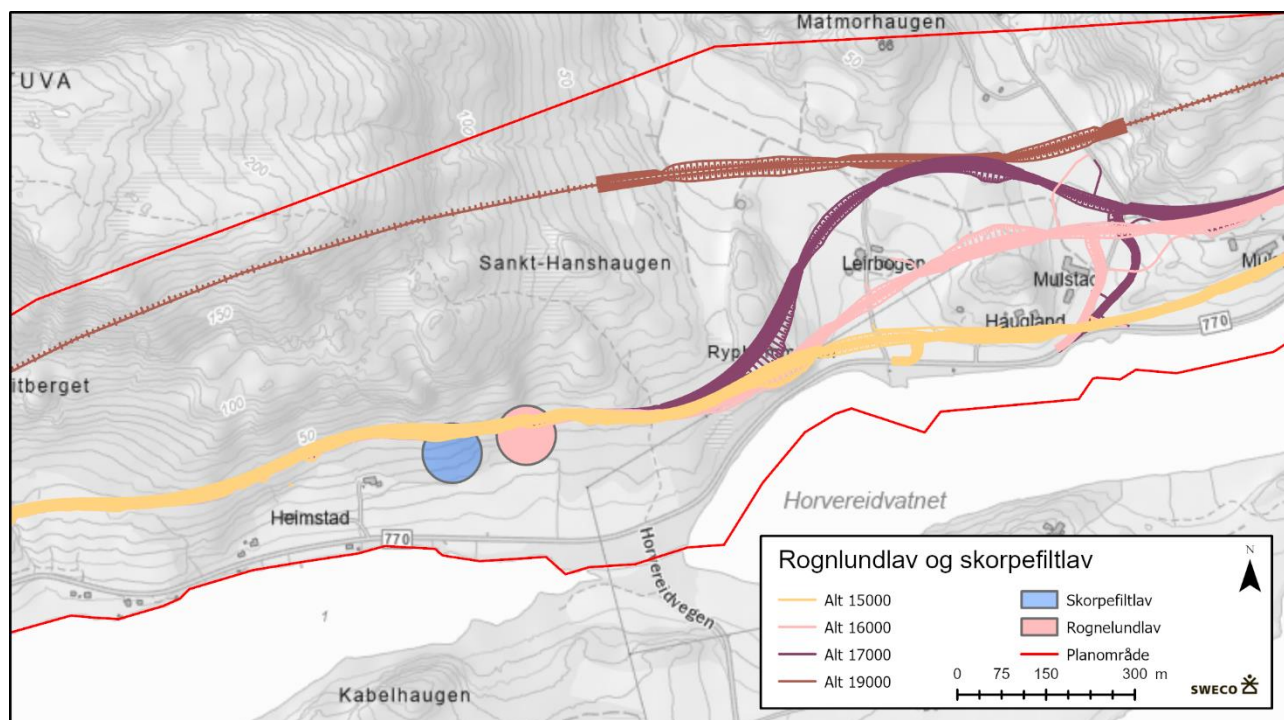 Matmorhaugen
66
50
TUVA
100
50
200
Sankt-Hanshaugen
Leirbogen
Mulstad
150
Haugland
770
itberget
100
50
Heimstad
770
Horvereidvatnet
Horvereidvegen
1
Kabelhaugen
Rognlundlav og skorpefiltlav
N
Alt 15000
Alt 16000
Alt 17000
Alt 19000
Skorpefiltlav
Rognelundlav
Planområde
0 75 150 300 m
SWECO